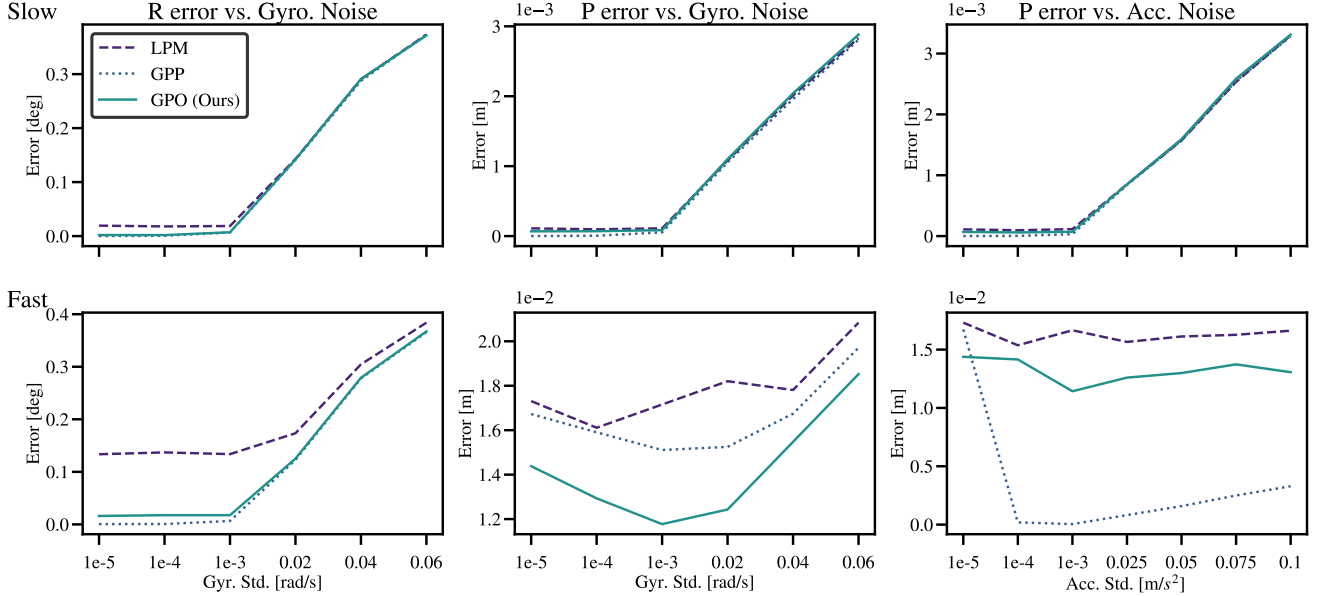 Slow
R error vs. Gyro. Noise
P error vs. Gyro. Noise
P error vs. Acc. Noise
1e−3
1e−3
LPM
GPP
GPO (Ours)
Error [deg]
0.3
0.2
0.1
0.0
Error [m]
3
2
1
0
Error [m]
3
2
1
0
Fast
1e−2
1e−2
Error [deg]
0.4
0.3
0.2
0.1
0.0
Error [m]
2.0
1.8
1.6
1.4
1.2
Error [m]
1.5
1.0
0.5
0.0
1e-5 1e-4 1e-3 0.02 0.04 0.06
Gyr. Std. [rad/s]
1e-5 1e-4 1e-3 0.02 0.04 0.06
Gyr. Std. [rad/s]
1e-5 1e-4 1e-3 0.025 0.05 0.075 0.1
Acc. Std. [m/s²]